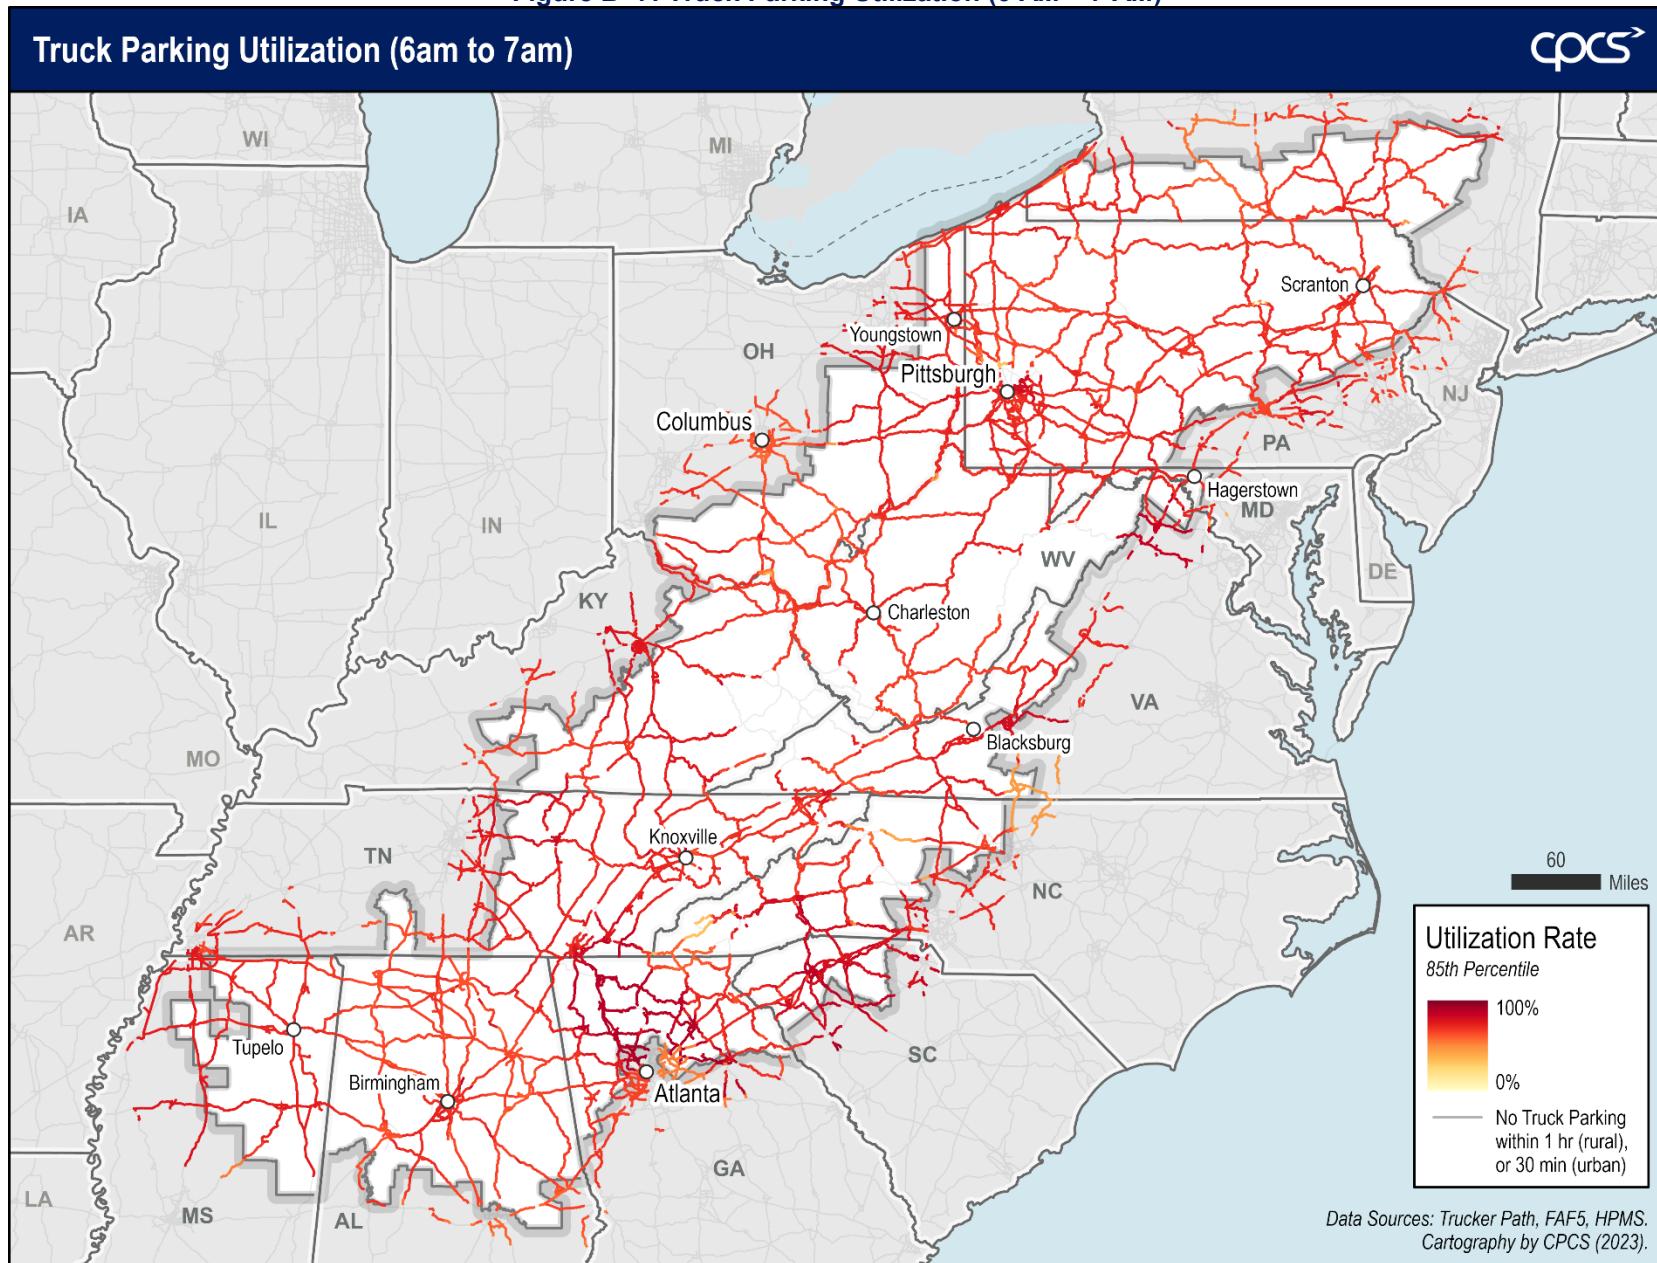 Truck Parking Utilization (6am to 7am)
cpcs
WI
MI
IA
Scranton
Youngstown
OH
Pittsburgh
NJ
Columbus
PA
Hagerstown
MD
IL
IN
WV
DE
KY
Charleston
VA
Blacksburg
MO
Knoxville
TN
60
Miles
NC
AR
Utilization Rate
85th Percentile
100%
0%
No Truck Parking
within 1 hr (rural),
or 30 min (urban)
Tupelo
SC
Birmingham
Atlanta
GA
LA
MS
AL
Data Sources: Trucker Path, FAF5, HPMS.
Cartography by CPCS (2023).